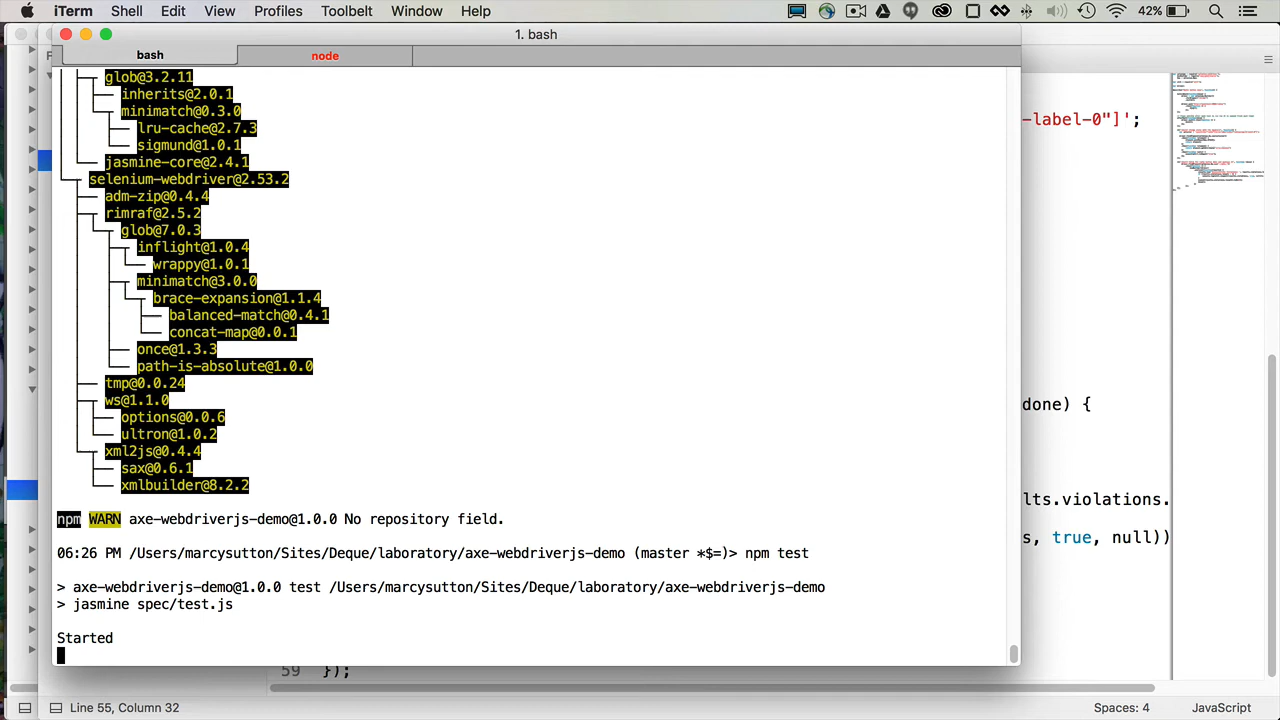 iTerm Shell Edit View Profiles Toolbelt Window Help 42%
1. bash
bash node
glob@3.2.11
inherits@2.0.1
minimatch@0.3.0
lru-cache@2.7.3
sigmund@1.0.1
jasmine-core@2.4.1
selenium-webdriver@2.53.2
adm-zip@0.4.4
rimraf@2.5.2
glob@7.0.3
inflight@1.0.4
wrappy@1.0.1
minimatch@3.0.0
brace-expansion@1.1.4
balanced-match@0.4.1
concat-map@0.0.1
once@1.3.3
path-is-absolute@1.0.0
tmp@0.0.24
ws@1.1.0
options@0.0.6
ultron@1.0.2
xml2js@0.4.4
sax@0.6.1
xmlbuilder@8.2.2
npm WARN axe-webdriverjs-demo@1.0.0 No repository field.
06:26 PM /Users/marcysutton/Sites/Deque/laboratory/axe-webdriverjs-demo (master *$=)> npm test
> axe-webdriverjs-demo@1.0.0 test /Users/marcysutton/Sites/Deque/laboratory/axe-webdriverjs-demo
> jasmine spec/test.js
Started
-label-0"]';
done) {
lts.violations.
s, true, null))
59 });
Line 55, Column 32 Spaces: 4 JavaScript